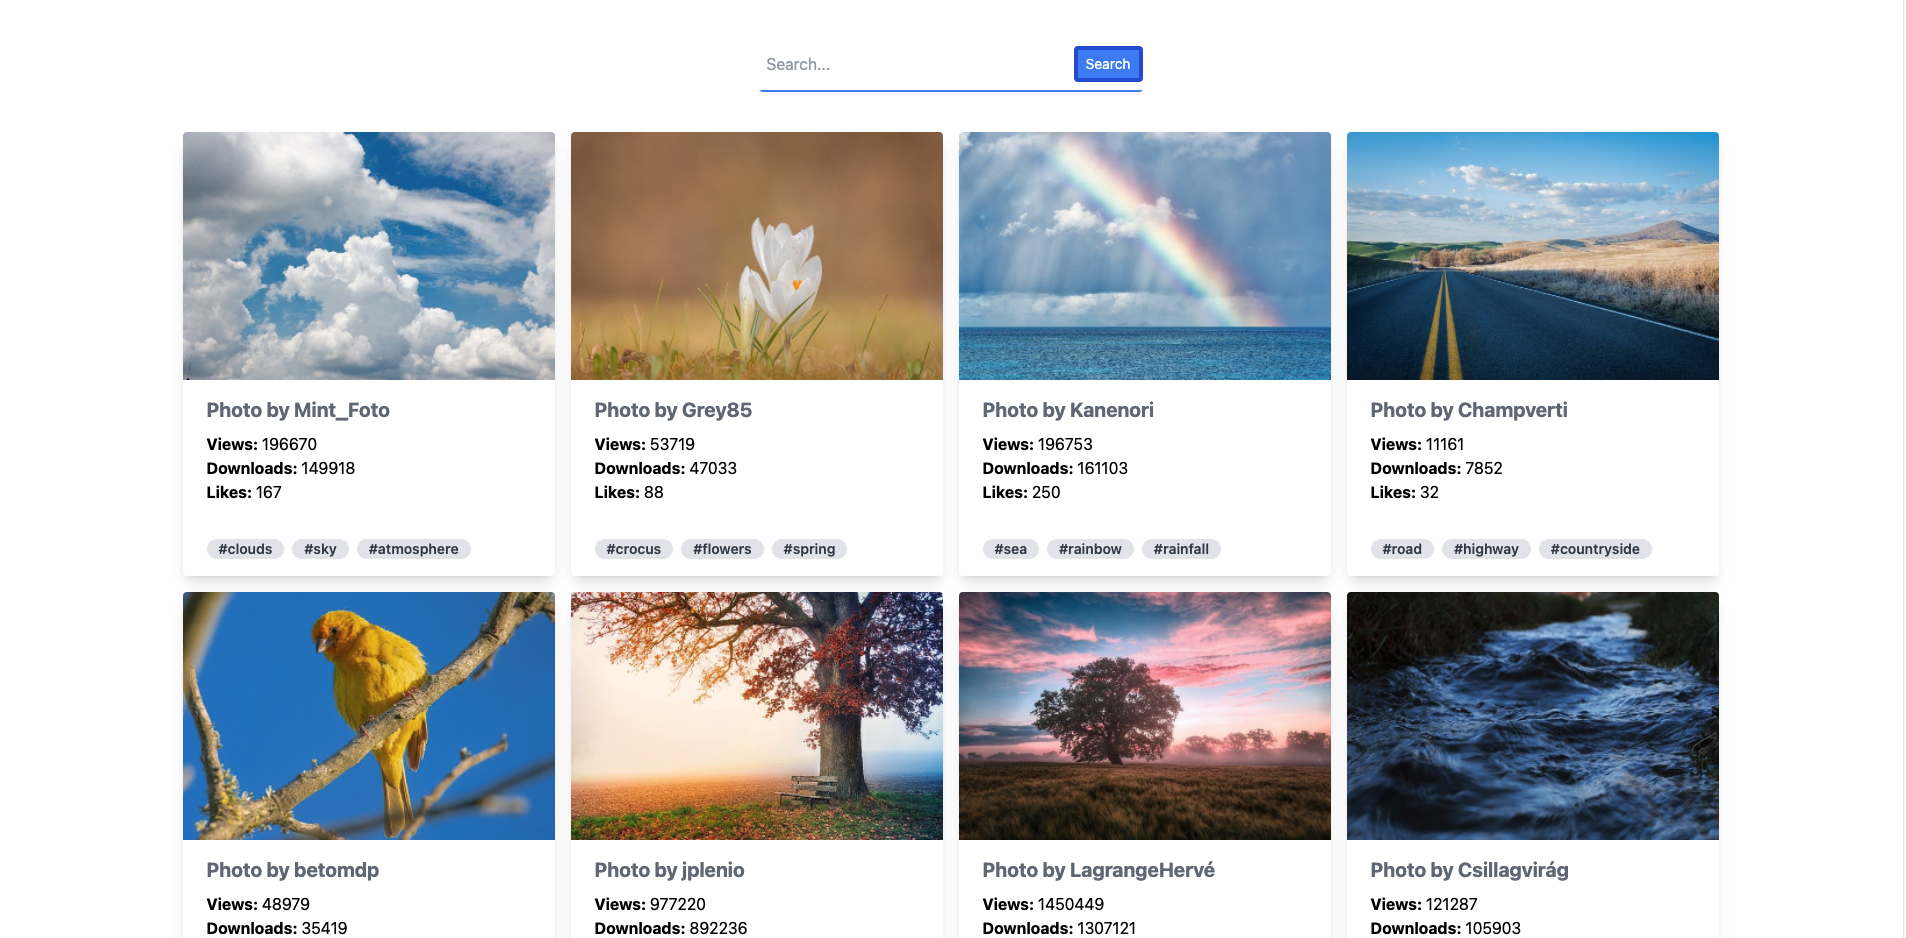 Search...
Search
Photo by Mint_Foto
Views: 196670
Downloads: 149918
Likes: 167
#clouds #sky #atmosphere
Photo by Grey85
Views: 53719
Downloads: 47033
Likes: 88
#crocus #flowers #spring
Photo by Kanenori
Views: 196753
Downloads: 161103
Likes: 250
#sea #rainbow #rainfall
Photo by Champverti
Views: 11161
Downloads: 7852
Likes: 32
#road #highway #countryside
Photo by betomdp
Views: 48979
Downloads: 35419
Photo by jplenio
Views: 977220
Downloads: 892236
Photo by LagrangeHervé
Views: 1450449
Downloads: 1307121
Photo by Csillagvirág
Views: 121287
Downloads: 105903